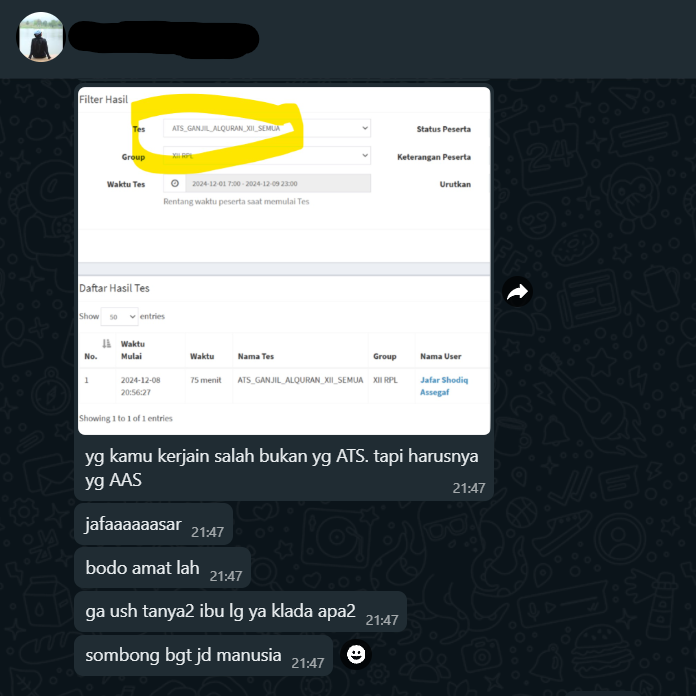 Filter Hasil
Tes ATS_GANJIL_ALQURAN_XII_SEMUA Status Peserta
Group XII RPL Keterangan Peserta
Waktu Tes 2024-12-01 7:00 - 2024-12-09 23:00 Urutkan
Rentang waktu peserta saat memulai Tes
Daftar Hasil Tes
Show 50 entries
No. Waktu Mulai Waktu Nama Tes Group Nama User
1 2024-12-08 20:56:27 75 menit ATS_GANJIL_ALQURAN_XII_SEMUA XII RPL Jafar Shodiq Assegaf
Showing 1 to 1 of 1 entries
yg kamu kerjain salah bukan yg ATS. tapi harusnya
yg AAS
21:47
jafaaaaaasar 21:47
bodo amat lah 21:47
ga ush tanya2 ibu lg ya klada apa2 21:47
sombong bgt jd manusia 21:47